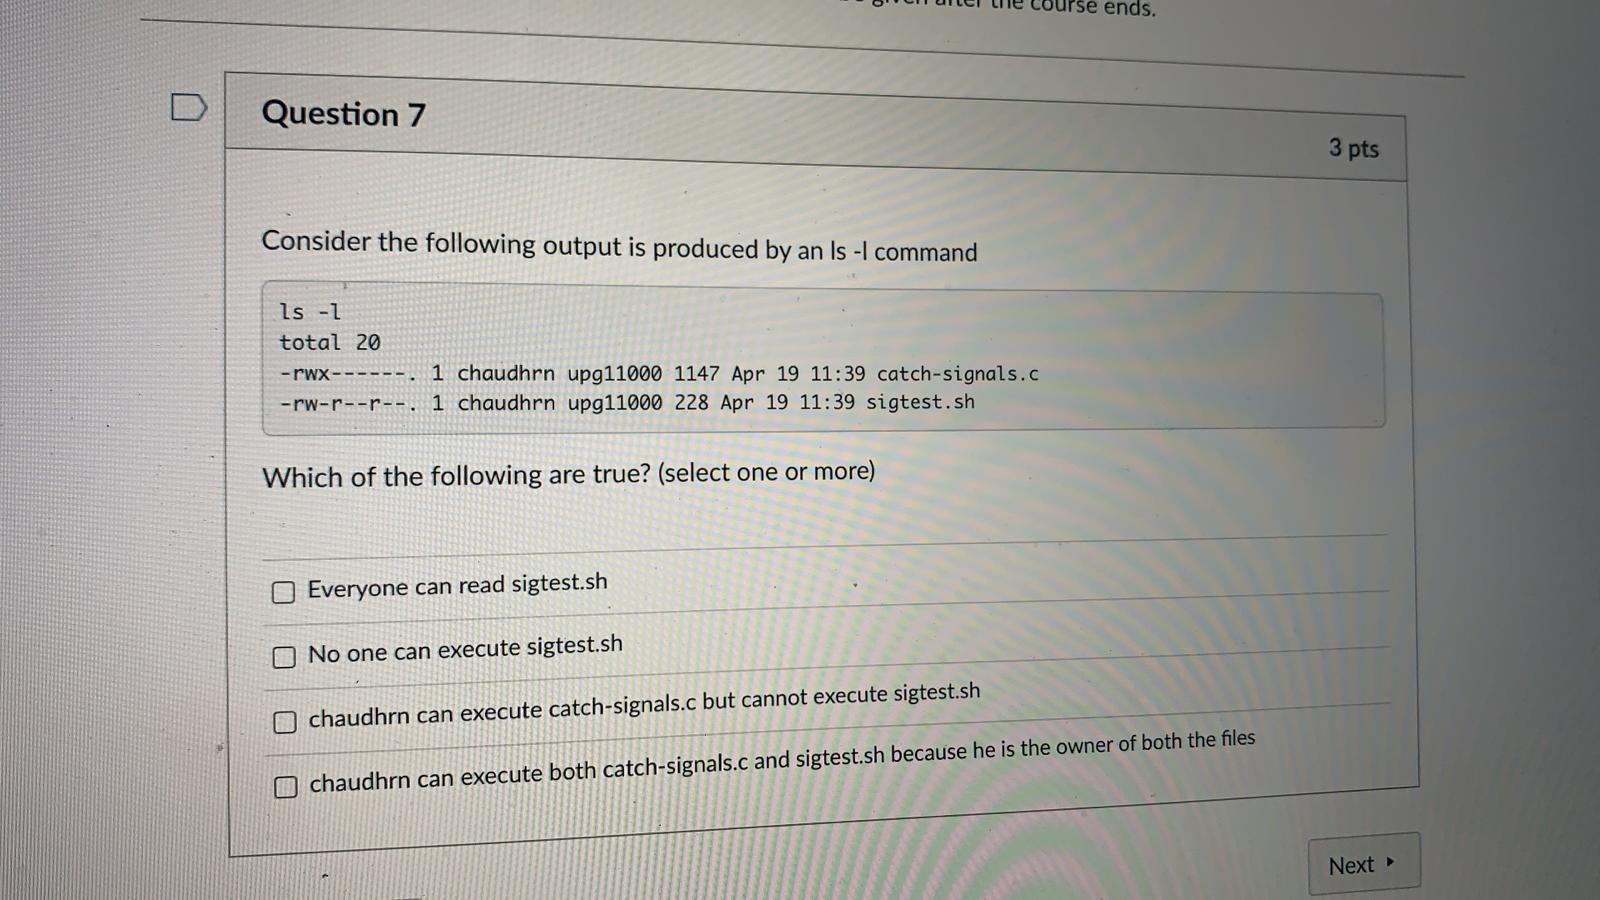 the course ends.
Question 7
3 pts
Consider the following output is produced by an ls -l command
ls -l
total 20
-rwx------. 1 chaudhrn upg11000 1147 Apr 19 11:39 catch-signals.c
-rw-r--r--. 1 chaudhrn upg11000 228 Apr 19 11:39 sigtest.sh
Which of the following are true? (select one or more)
Everyone can read sigtest.sh
No one can execute sigtest.sh
chaudhrn can execute catch-signals.c but cannot execute sigtest.sh
chaudhrn can execute both catch-signals.c and sigtest.sh because he is the owner of both the files
Next